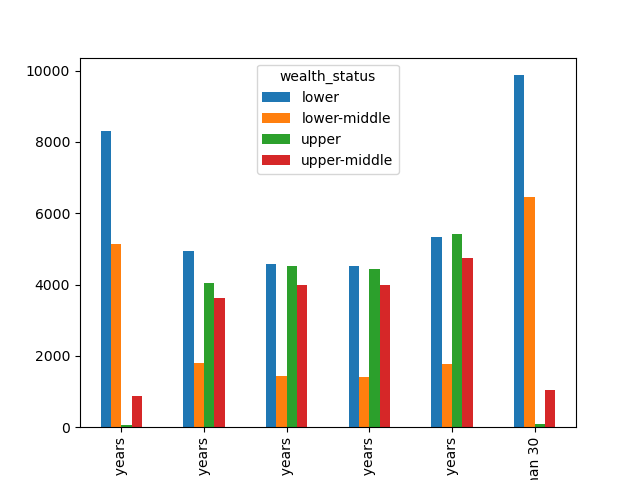 10000
8000
6000
4000
2000
0
wealth_status
lower
lower-middle
upper
upper-middle
years
years
years
years
years
30